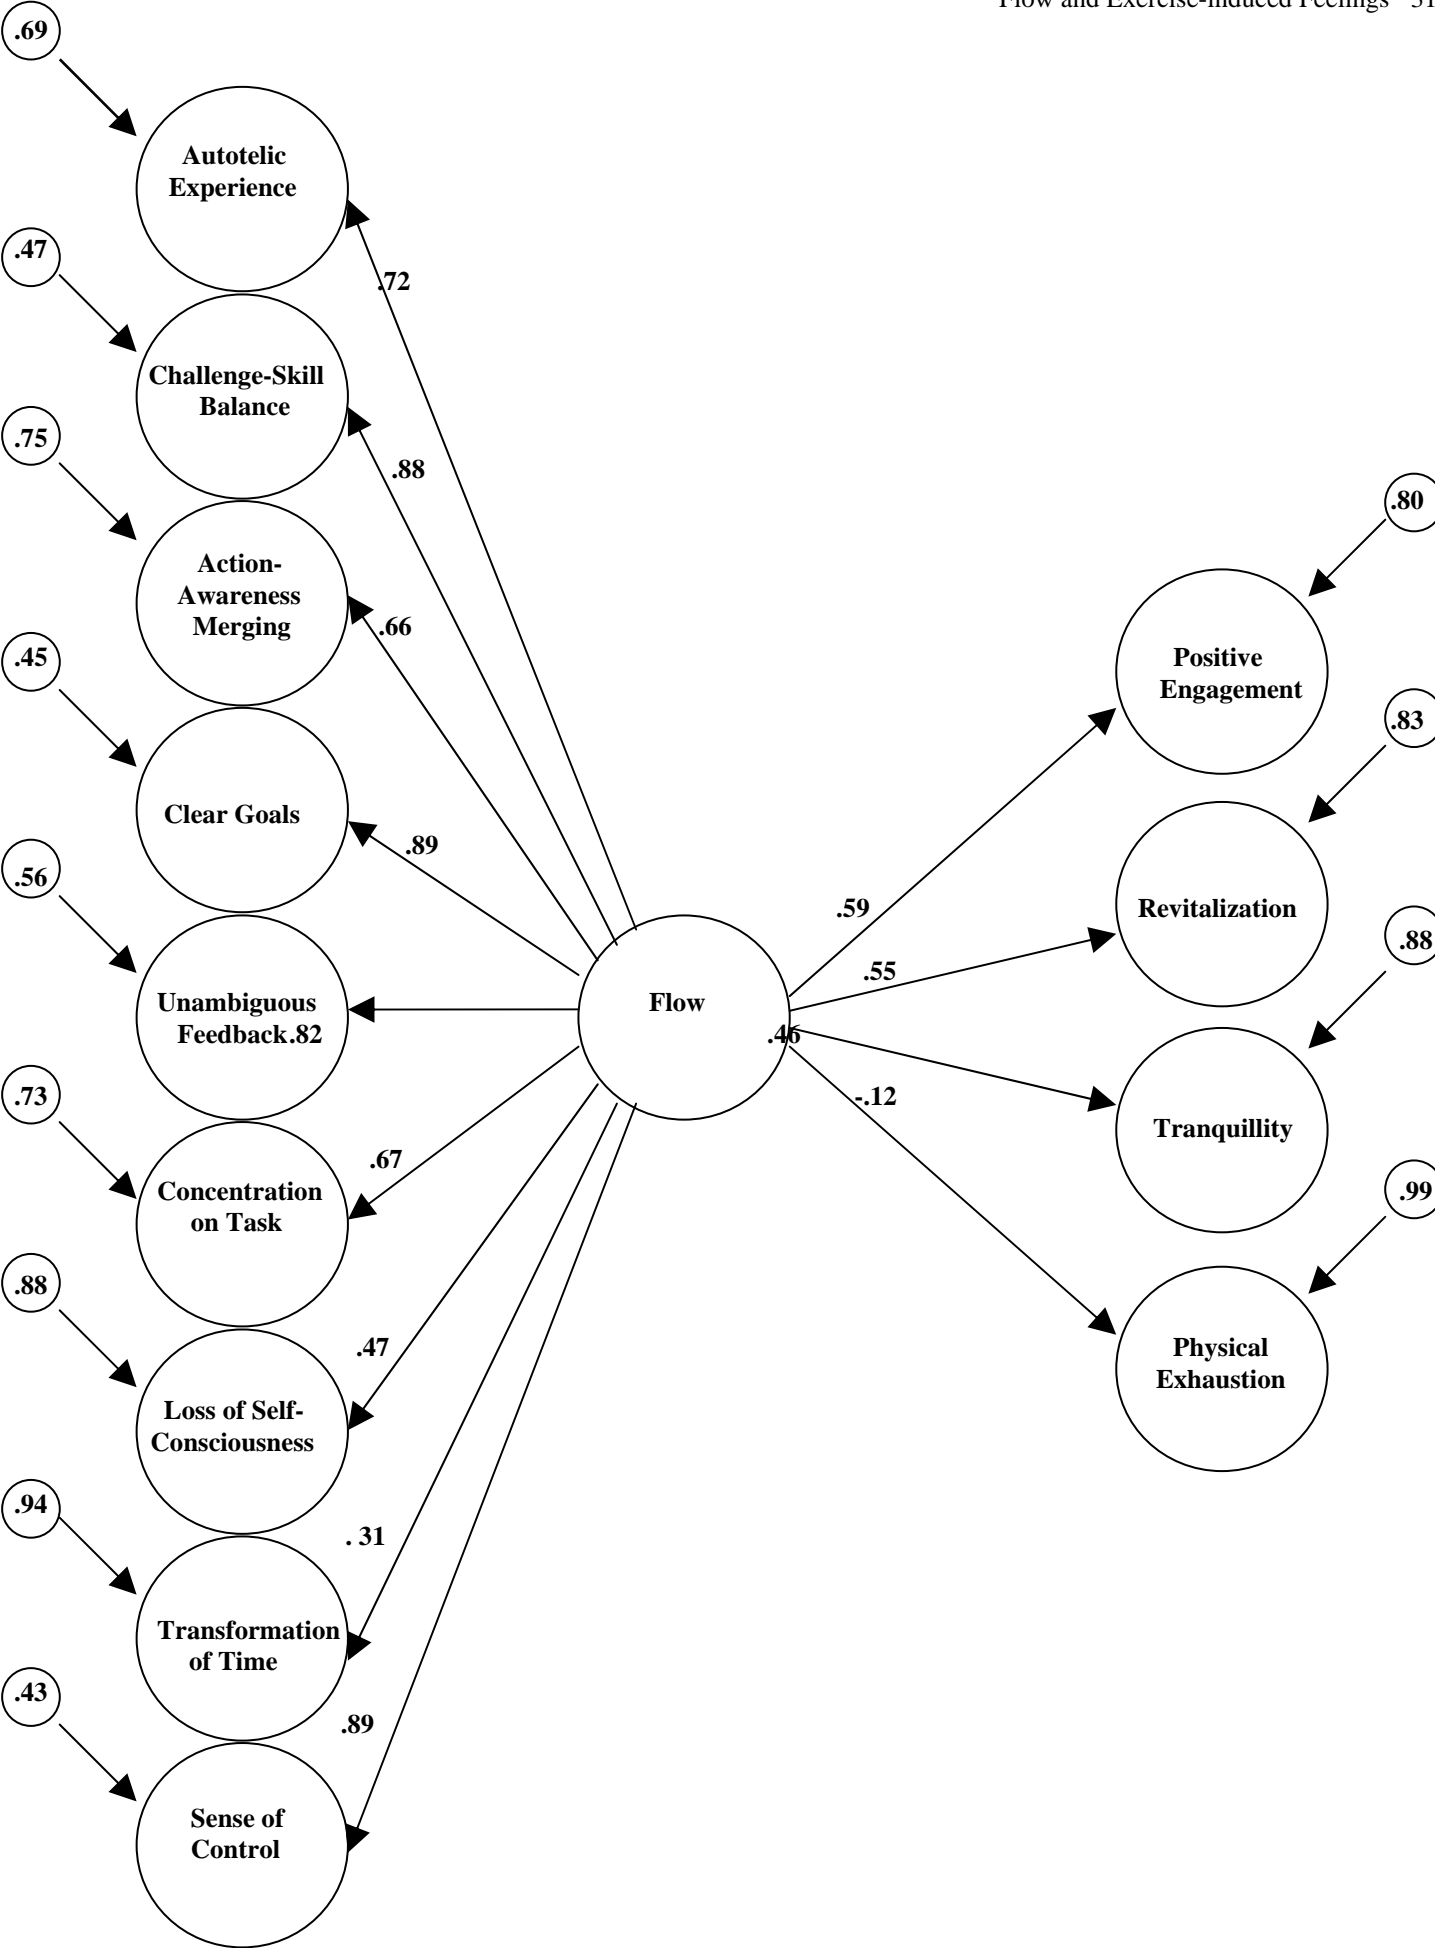 Flow and Exercise-Induced Feelings 31
.69
Autotelic
Experience
.47
.72
Challenge-Skill
Balance
.75
.88
Action-
Awareness
Merging
.66
.45
Clear Goals
.89
.56
Unambiguous
Feedback.82
.73
.67
Concentration
on Task
.88
.47
Loss of Self-
Consciousness
.94
. 31
Transformation
of Time
.43
.89
Sense of
Control
Flow
.59
.55
.46
-.12
.80
Positive
Engagement
.83
Revitalization
.88
Tranquillity
.99
Physical
Exhaustion